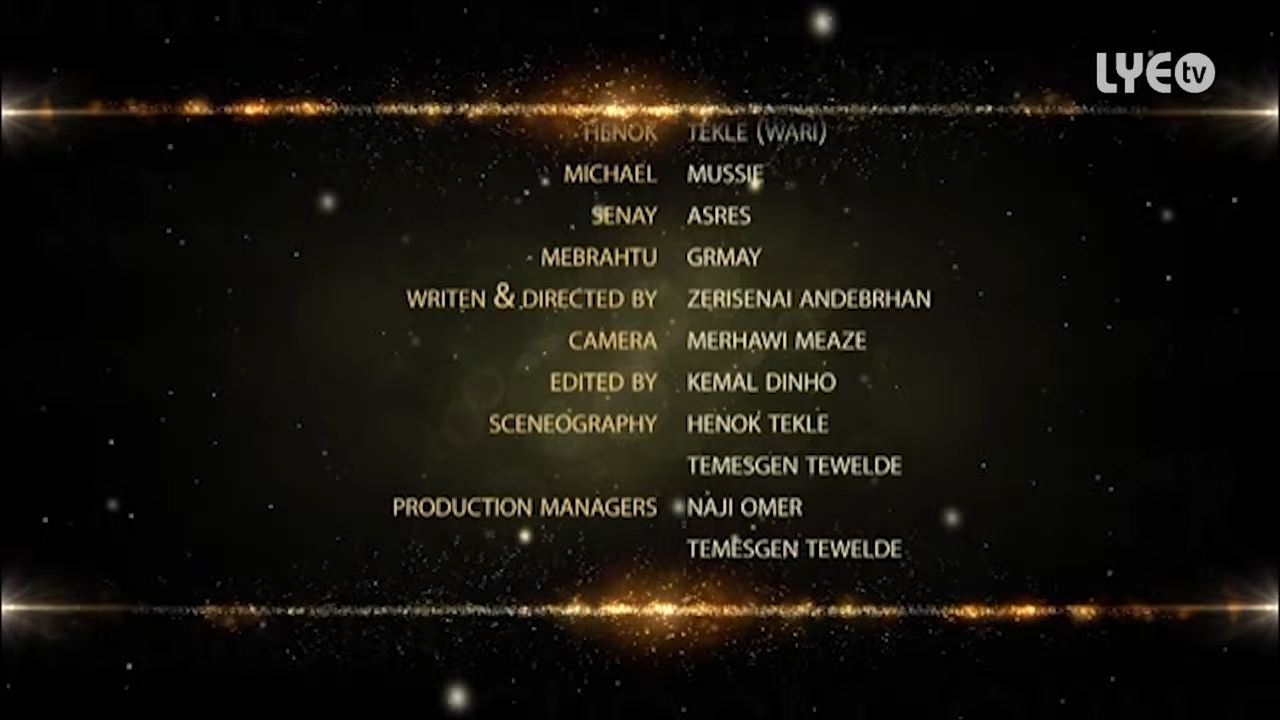 LYEO tv
HENOK TEKLE (WARI)
MICHAEL MUSSIE
SENAY ASRES
MEBRAHTU GRMAY
WRITEN & DIRECTED BY ZERISENAI ANDEBRHAN
CAMERA MERHAWI MEAZE
EDITED BY KEMAL DINHO
SCENEOGRAPHY HENOK TEKLE
TEMESGEN TEWELDE
PRODUCTION MANAGERS NAJI OMER
TEMESGEN TEWELDE